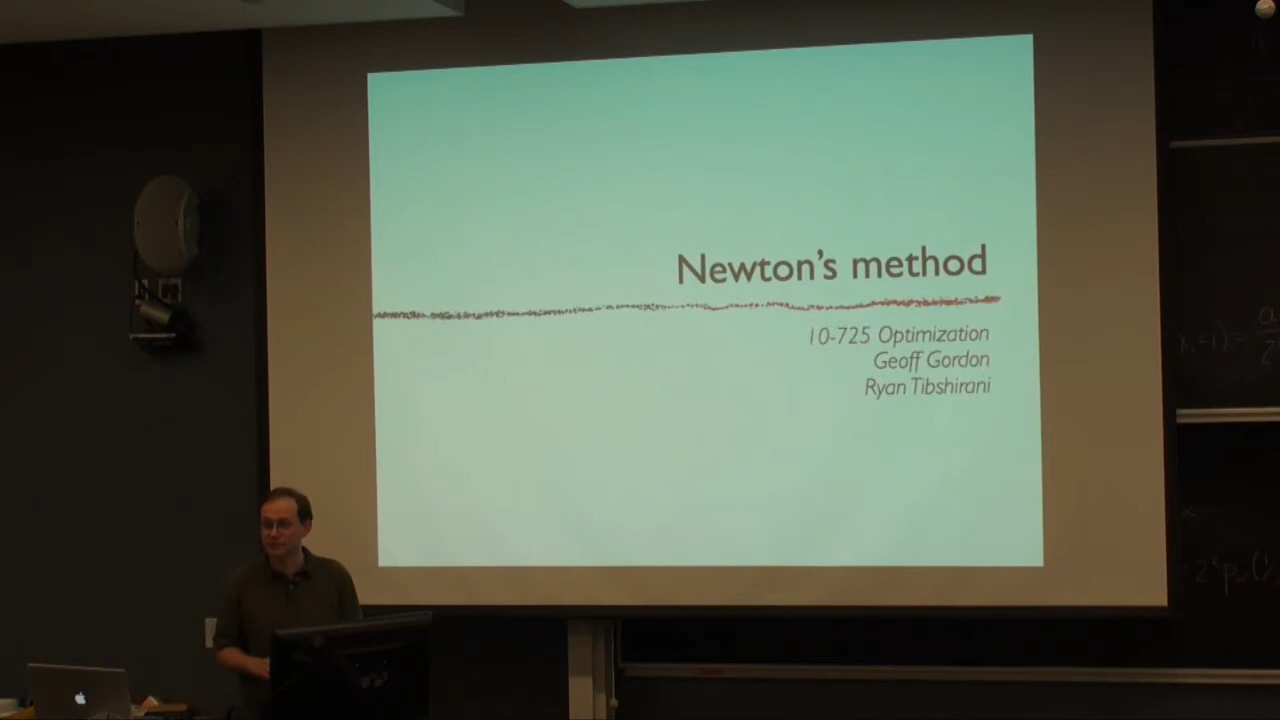 Newton's method
10-725 Optimization
Geoff Gordon
Ryan Tibshirani